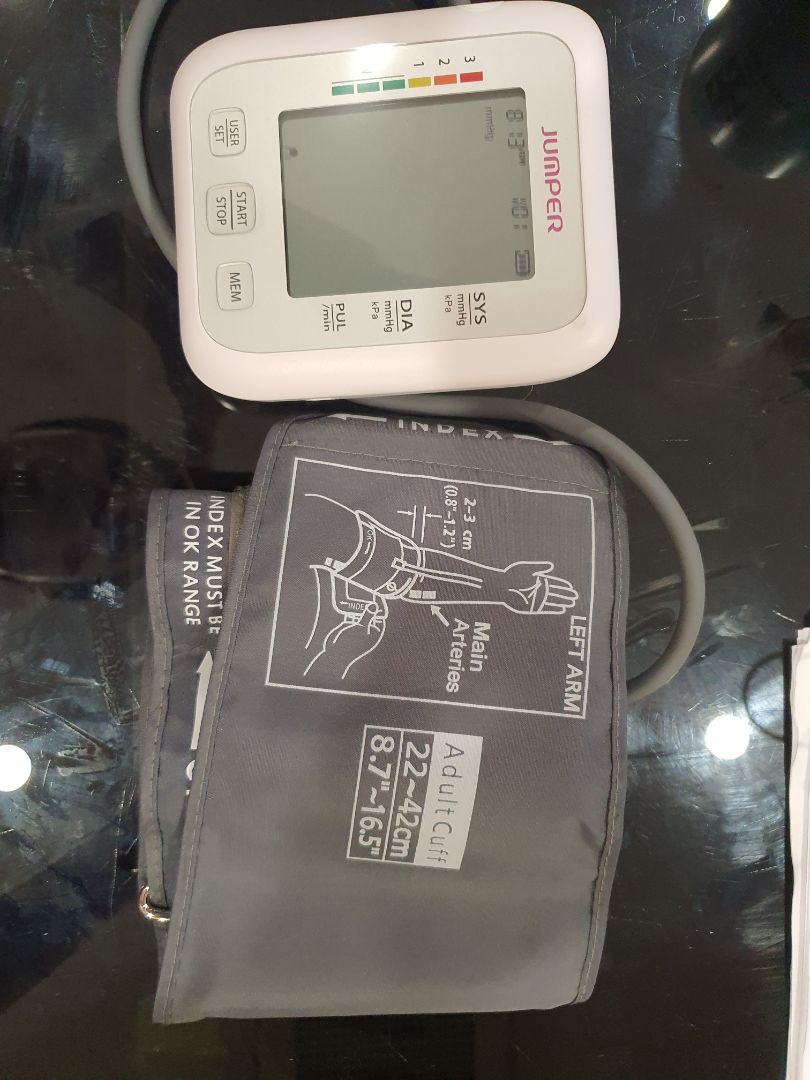 JUMPER
3
2
1
mmHg
SYS
mmHg
kPa
DIA
mmHg
kPa
PUL
/min
USER
SET
START
STOP
MEM
INDEX
LEFT ARM
2-3 cm
(0.8"-1.2")
Main
Arteries
INDEX MUST BE
IN OK RANGE
Adult Cuff
22~42cm
8.7"~16.5"